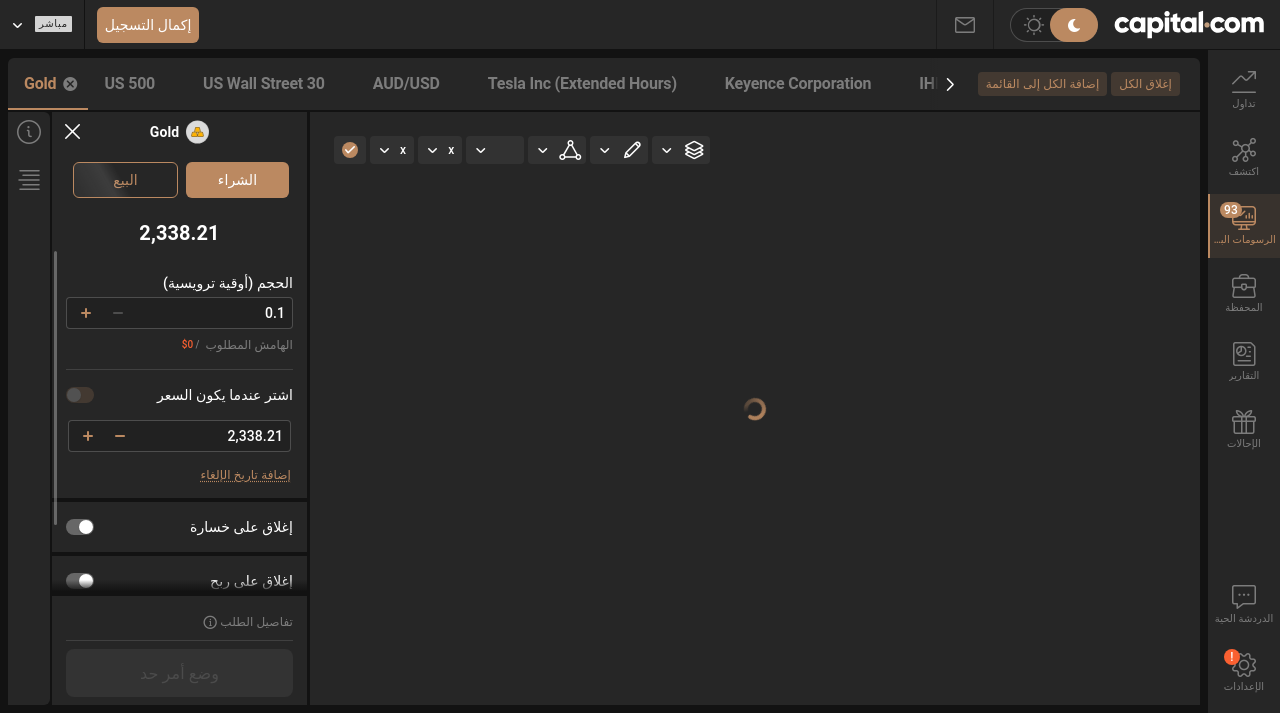 capital.com
إكمال التسجيل
مباشر
إغلاق الكل
إضافة الكل إلى القائمة
Gold
US 500
US Wall Street 30
AUD/USD
Tesla Inc (Extended Hours)
Keyence Corporation
تداول
اكتشف
93
الرسومات الب...
المحفظة
التقارير
الإحالات
الدردشة الحية
!
الإعدادات
x
x
Gold
الشراء
البيع
2,338.21
الحجم (أوقية ترويسية)
0.1
+ −
الهامش المطلوب / $0
اشتر عندما يكون السعر
2,338.21
+ −
إضافة تاريخ الإلغاء
إغلاق على خسارة
إغلاق على ربح
تفاصيل الطلب
وضع أمر حد